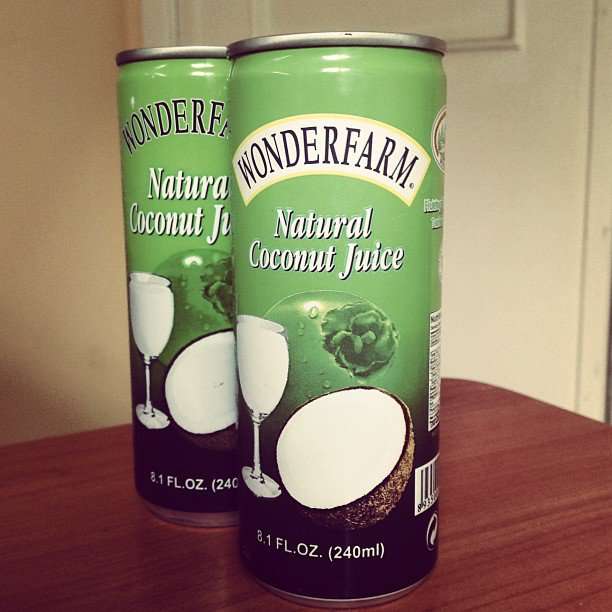 WONDERFA
Natura
Coconut Ju
8.1 FL.OZ. (240
WONDERFARM®
Natural
Coconut Juice
8.1 FL.OZ. (240ml)